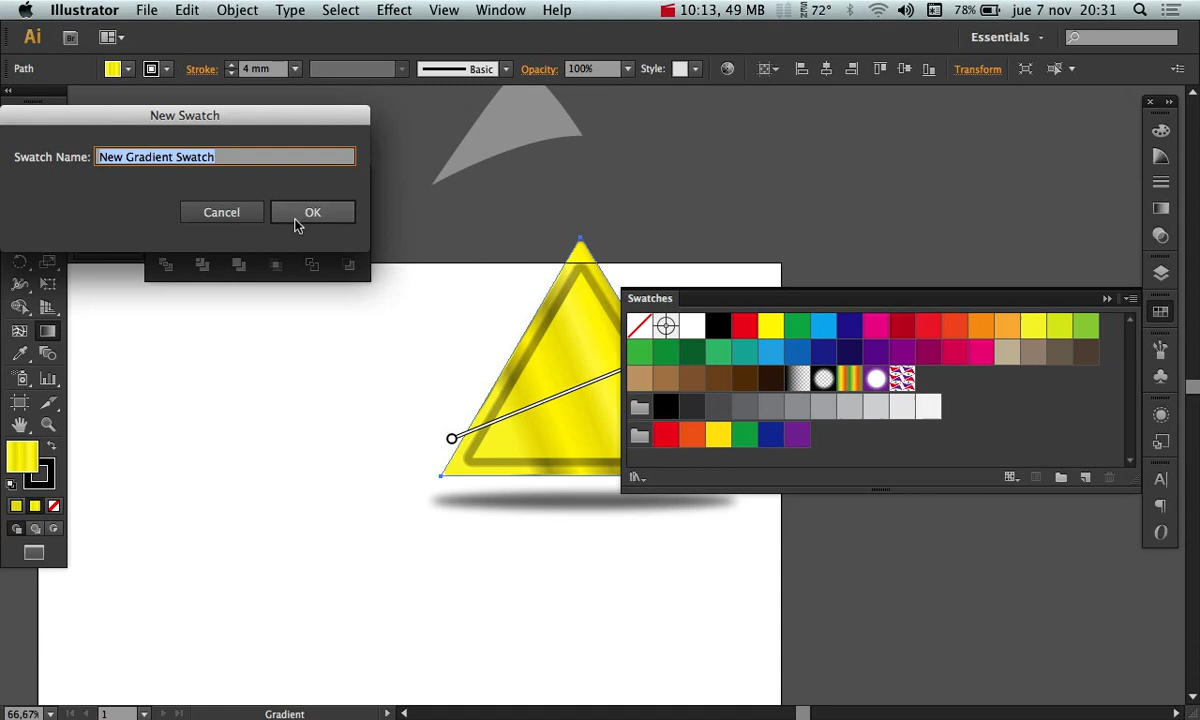 Illustrator File Edit Object Type Select Effect View Window Help 10:13, 49 MB SEN 72° 78% jue 7 nov 20:31
Ai Br Essentials
Path Stroke: 4 mm Basic Opacity: 100% Style: Transform
New Swatch
Swatch Name: New Gradient Swatch
Cancel OK
Swatches
66,67% 1 Gradient